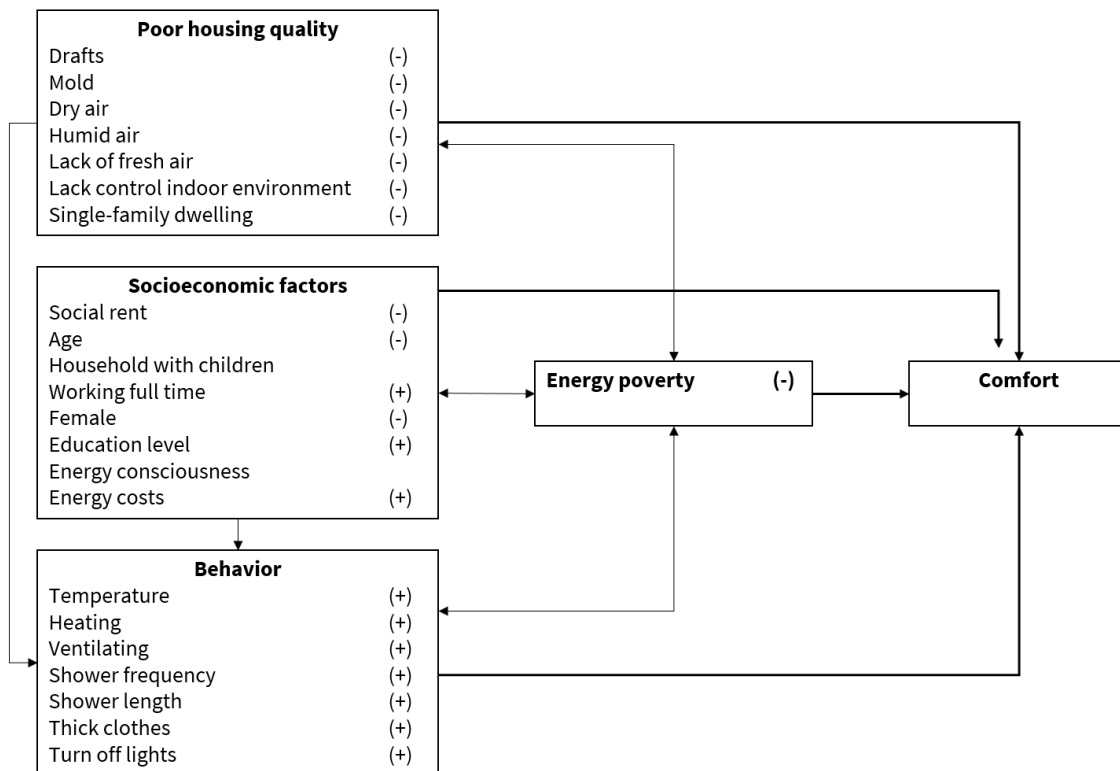 Poor housing quality
Drafts (-)
Mold (-)
Dry air (-)
Humid air (-)
Lack of fresh air (-)
Lack control indoor environment (-)
Single-family dwelling (-)
Socioeconomic factors
Social rent (-)
Age (-)
Household with children
Working full time (+)
Female (-)
Education level (+)
Energy consciousness
Energy costs (+)
Energy poverty (-)
Comfort
Behavior
Temperature (+)
Heating (+)
Ventilating (+)
Shower frequency (+)
Shower length (+)
Thick clothes (+)
Turn off lights (+)